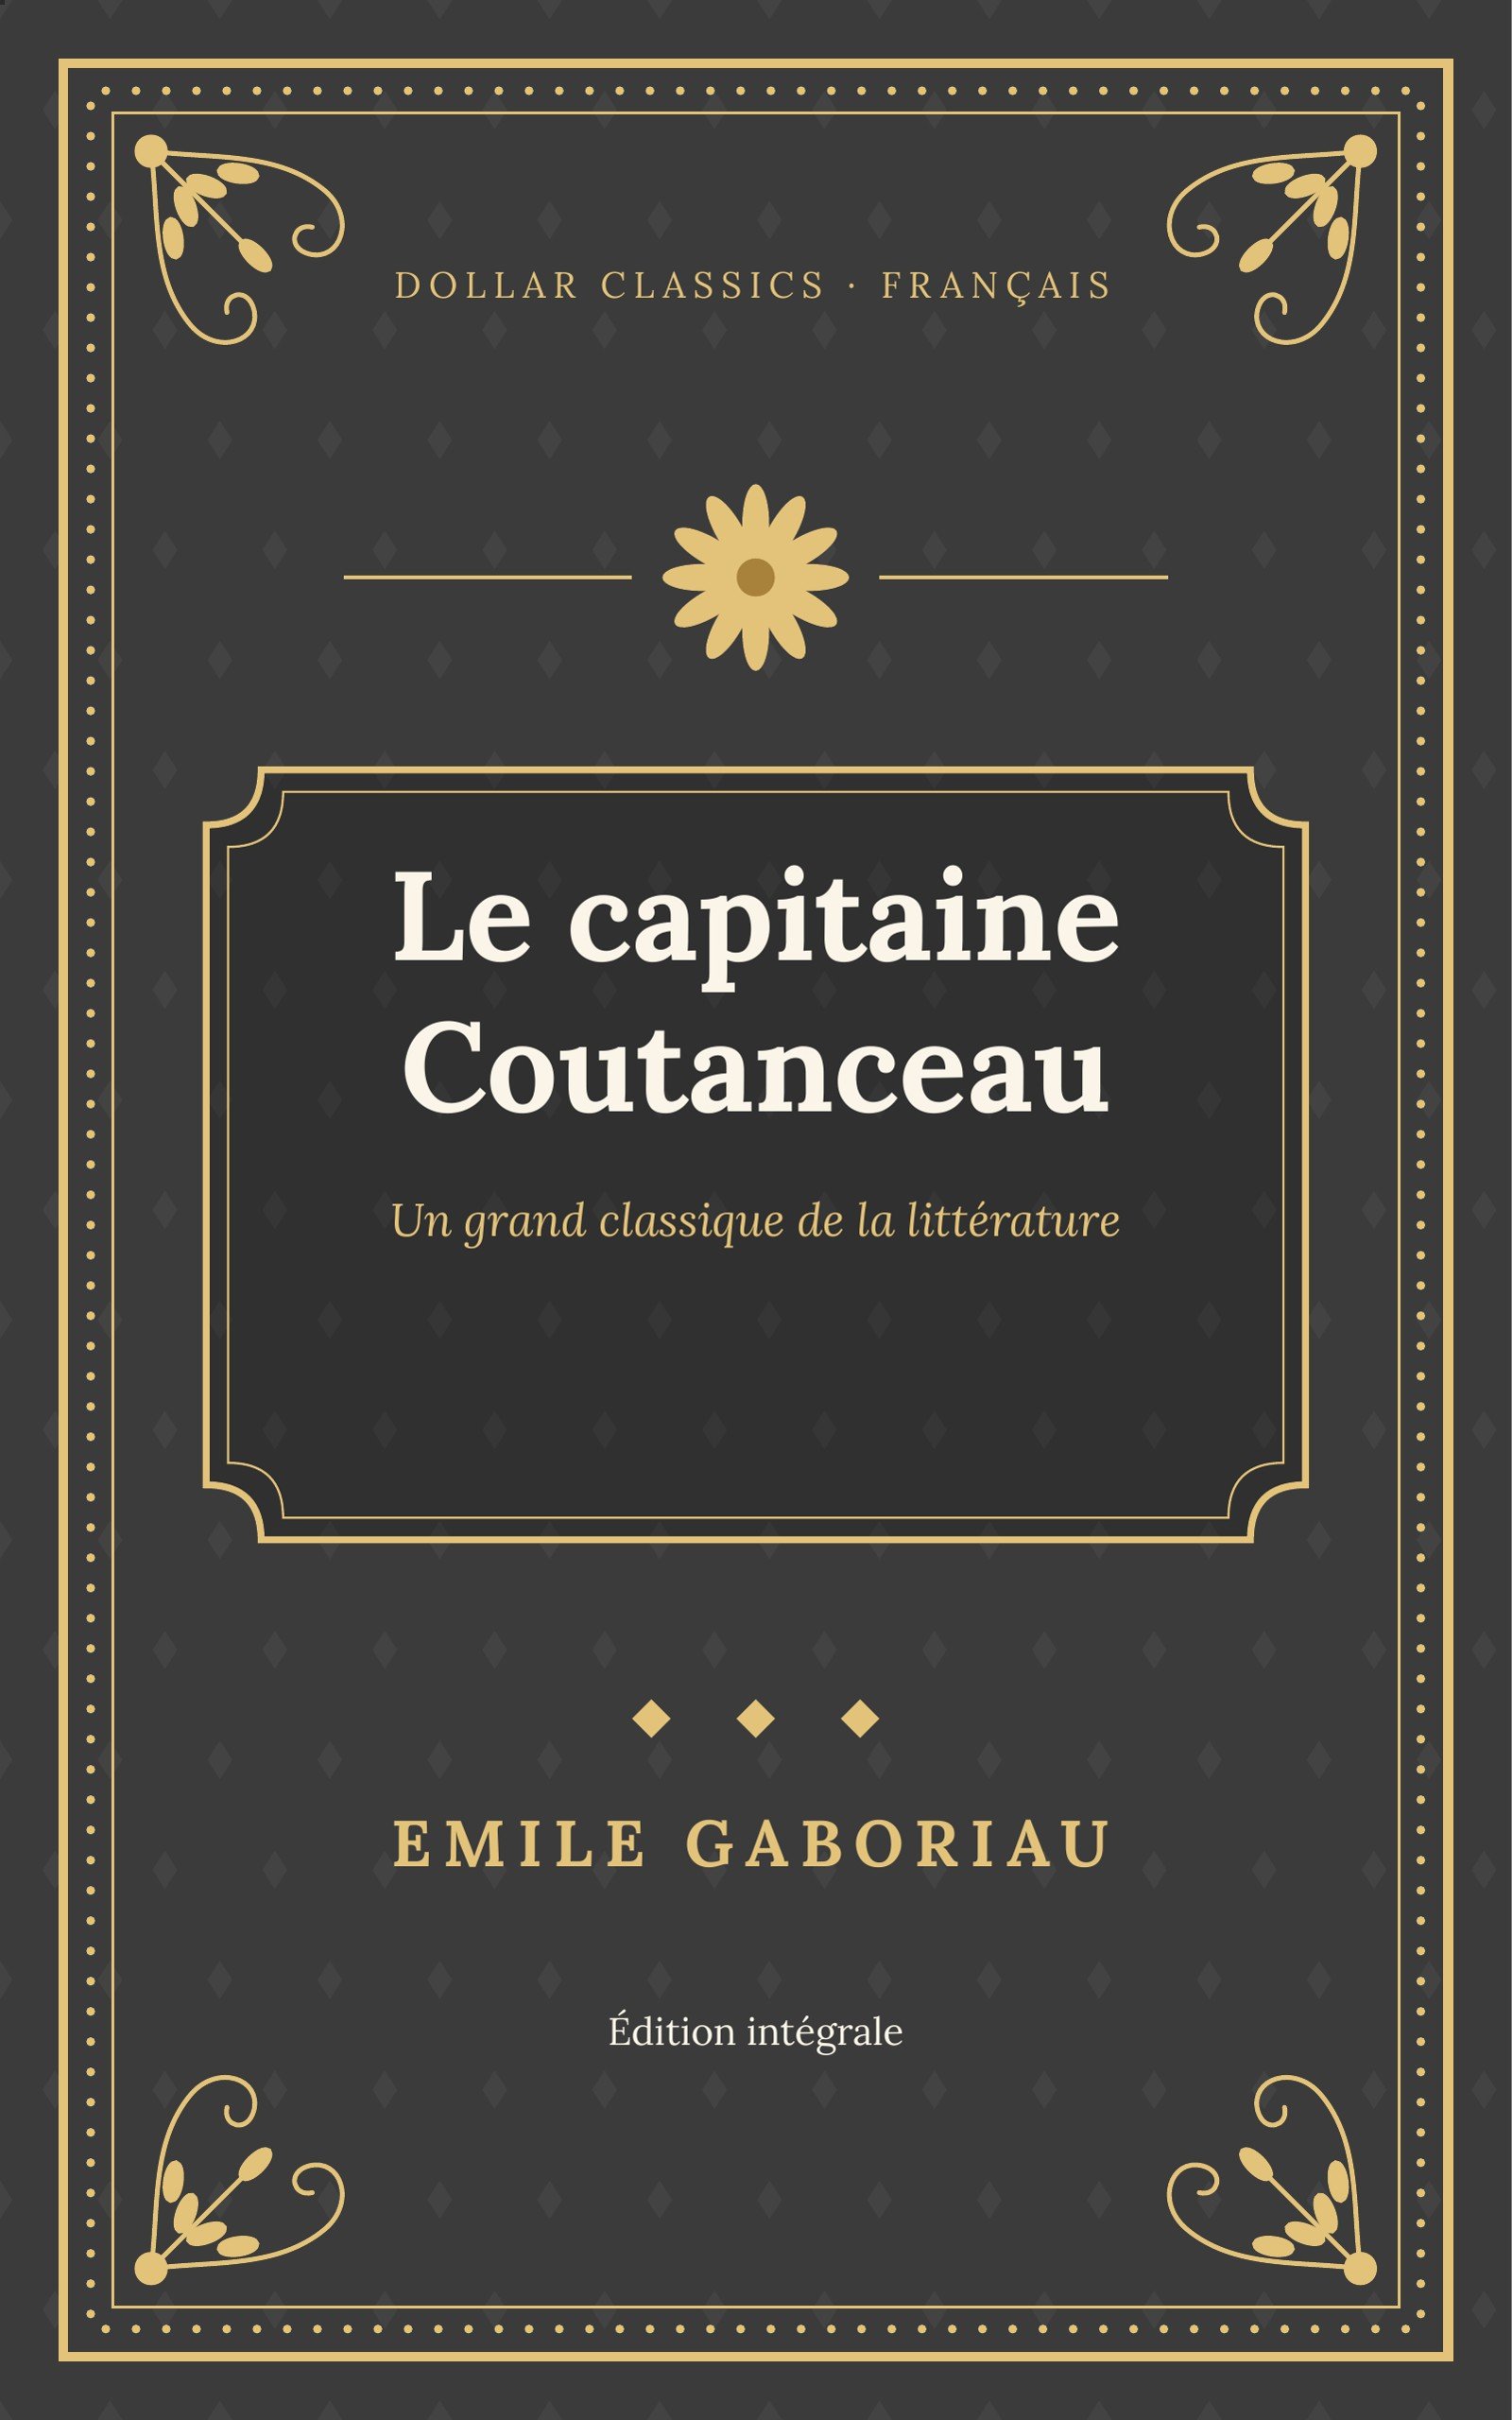 DOLLAR CLASSICS · FRANÇAIS
Le capitaine
Coutanceau
Un grand classique de la littérature
EMILE GABORIAU
Édition intégrale